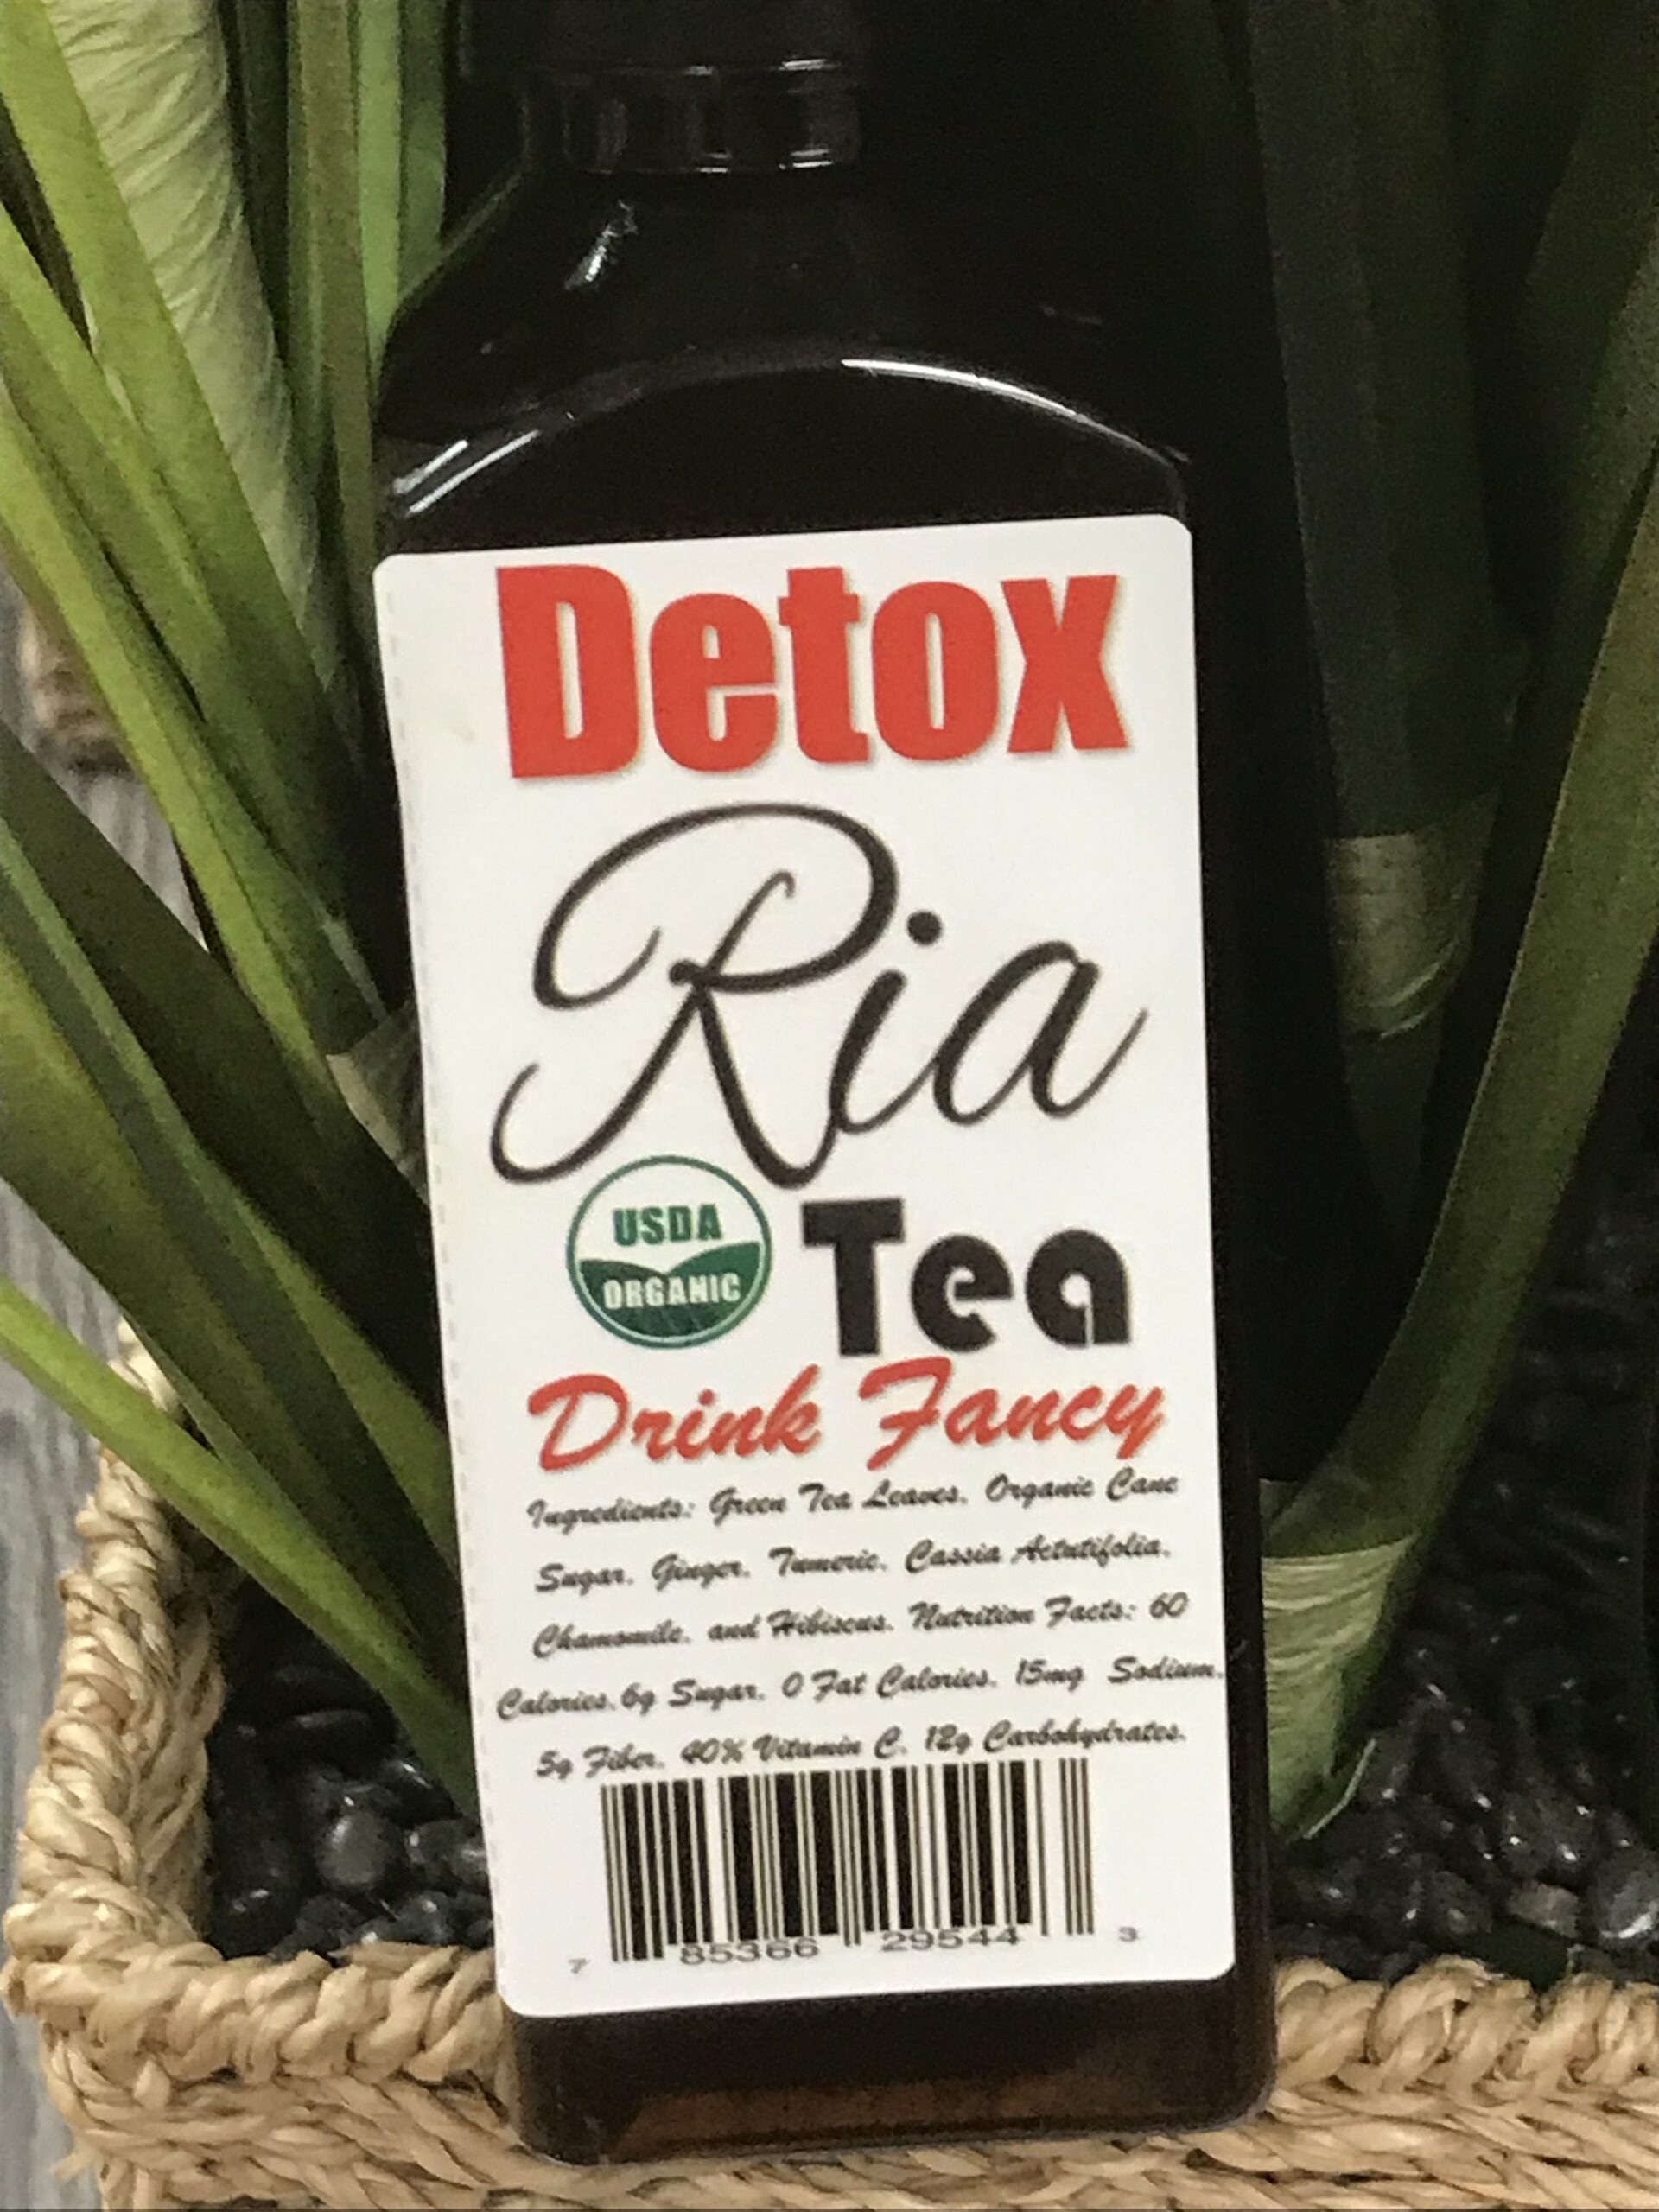 Detox
Ria
USDA
ORGANIC
Tea
Drink Fancy
Ingredients: Green Tea Leaves, Organic Cane
Sugar, Ginger, Tumeric, Cassia Actutifolia,
Chamomile, and Hibiscus. Nutrition Facts: 60
Calories, 6g Sugar, 0 Fat Calories, 15mg Sodium,
5g Fiber, 40% Vitamin C, 12g Carbohydrates.
7 85366 29544 3